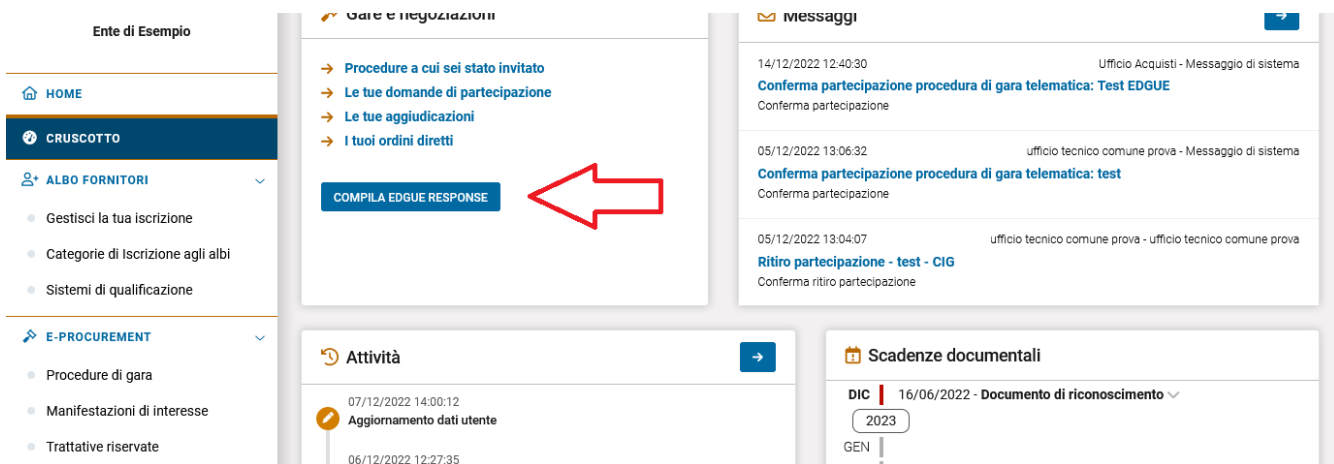 Ente di Esempio
HOME
CRUSCOTTO
ALBO FORNITORI
Gestisci la tua iscrizione
Categorie di Iscrizione agli albi
Sistemi di qualificazione
E-PROCUREMENT
Procedure di gara
Manifestazioni di interesse
Trattative riservate
Gare e negoziazioni
Procedure a cui sei stato invitato
Le tue domande di partecipazione
Le tue aggiudicazioni
I tuoi ordini diretti
COMPILA EDGUE RESPONSE
Messaggi
14/12/2022 12:40:30 Ufficio Acquisti - Messaggio di sistema
Conferma partecipazione procedura di gara telematica: Test EDGUE
Conferma partecipazione
05/12/2022 13:06:32 ufficio tecnico comune prova - Messaggio di sistema
Conferma partecipazione procedura di gara telematica: test
Conferma partecipazione
05/12/2022 13:04:07 ufficio tecnico comune prova - ufficio tecnico comune prova
Ritiro partecipazione - test - CIG
Conferma ritiro partecipazione
Attività
07/12/2022 14:00:12
Aggiornamento dati utente
06/12/2022 12:27:35
Scadenze documentali
DIC 16/06/2022 - Documento di riconoscimento
2023
GEN